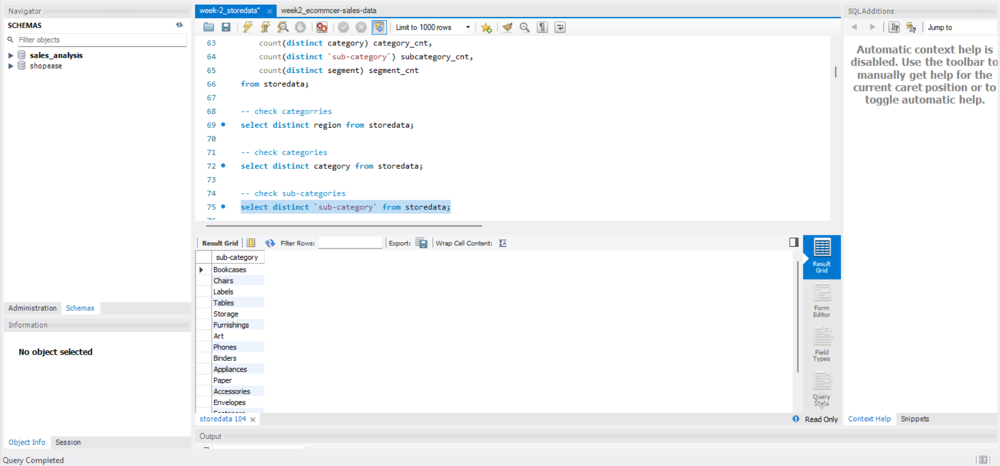 Navigator
SCHEMAS
Filter objects
sales_analysis
shopease
Administration Schemas
Information
No object selected
Object Info Session
Query Completed
week-2_storedata* week2_ecommcer-sales-data
Limit to 1000 rows
63 count(distinct category) category_cnt,
64 count(distinct `sub-category`) subcategory_cnt,
65 count(distinct segment) segment_cnt
66 from storedata;
67
68 -- check categorries
69 select distinct region from storedata;
70
71 -- check categories
72 select distinct category from storedata;
73
74 -- check sub-categories
75 select distinct `sub-category` from storedata;
Result Grid Filter Rows: Export: Wrap Cell Content:
sub-category
Bookcases
Chairs
Labels
Tables
Storage
Furnishings
Art
Phones
Binders
Appliances
Paper
Accessories
Envelopes
storedata 104
Result
Grid
Form
Editor
Field
Types
Query
Stats
Read Only
Output
SQLAdditions
Jump to
Automatic context help is
disabled. Use the toolbar to
manually get help for the
current caret position or to
toggle automatic help.
Context Help Snippets